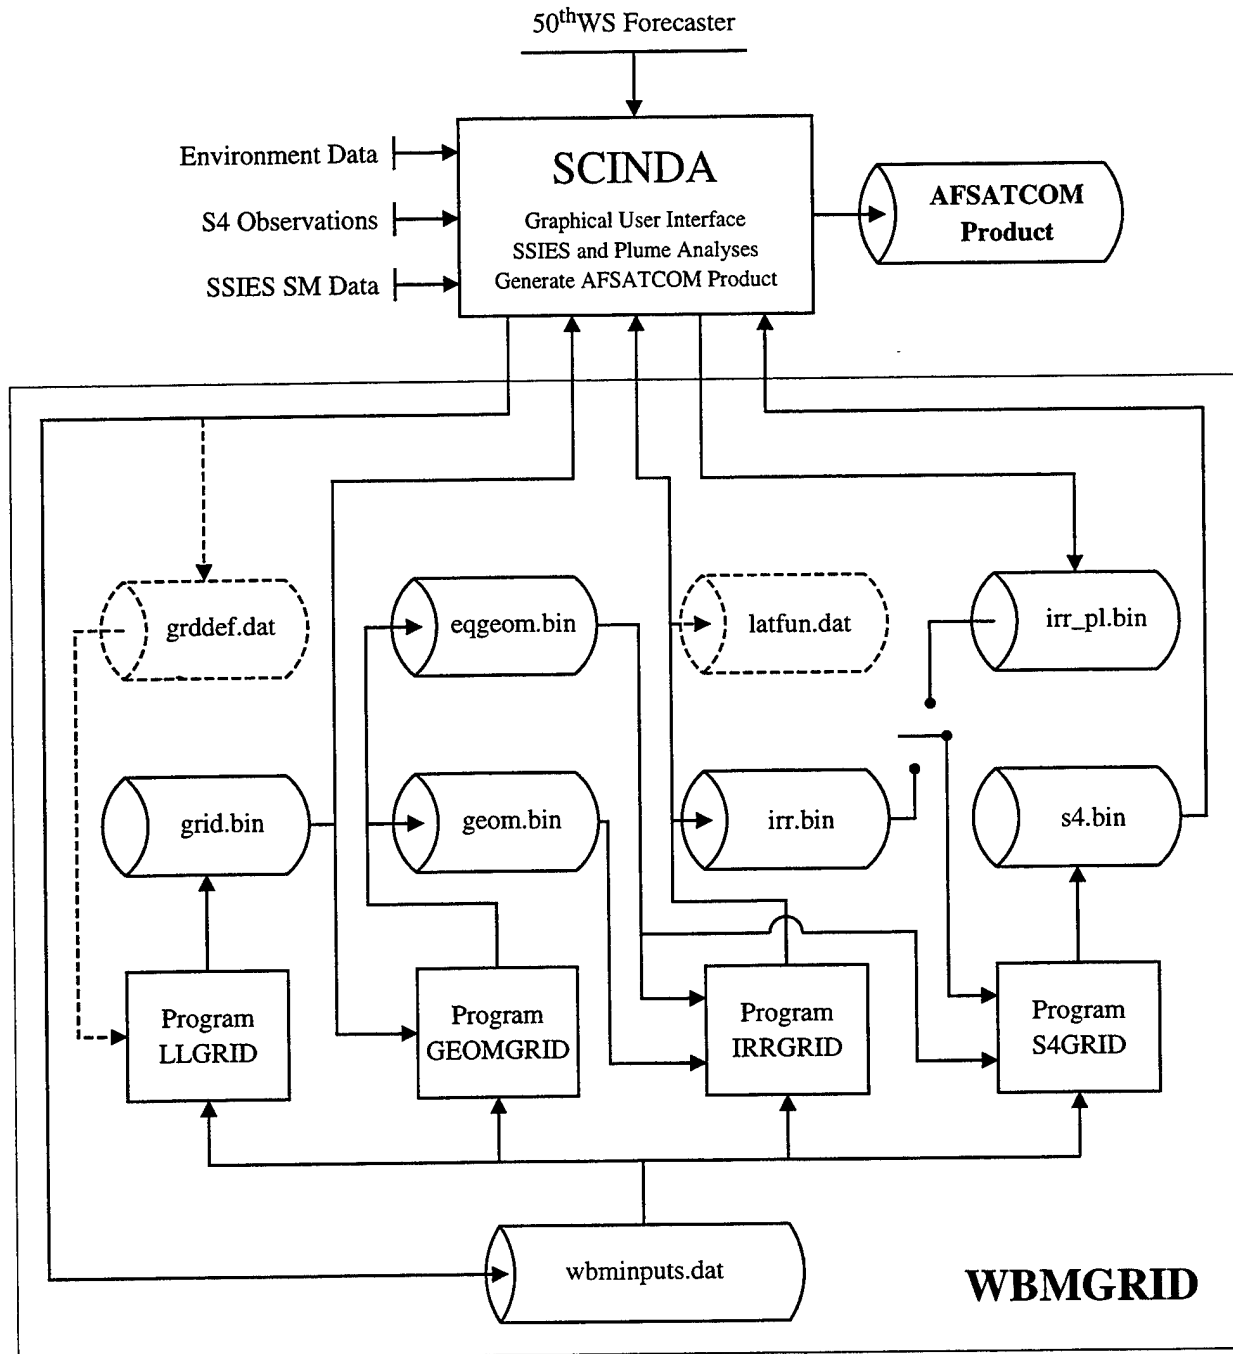 50thWS Forecaster
Environment Data
S4 Observations
SSIES SM Data
SCINDA
Graphical User Interface
SSIES and Plume Analyses
Generate AFSATCOM Product
AFSATCOM
Product
grddef.dat
eqgeom.bin
latfun.dat
irr_pl.bin
grid.bin
geom.bin
irr.bin
s4.bin
Program
LLGRID
Program
GEOMGRID
Program
IRRGRID
Program
S4GRID
wbminputs.dat
WBMGRID